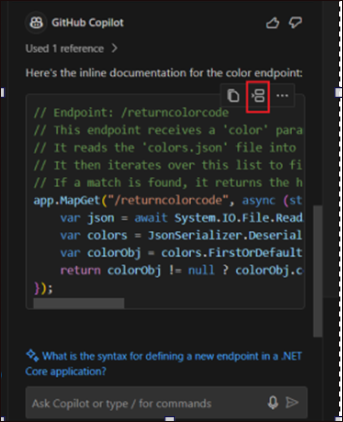 GitHub Copilot
Used 1 reference
Here's the inline documentation for the color endpoint:
// Endpoint: /returncolorcode
// This endpoint receives a 'color' para
// It reads the 'colors.json' file into
// It then iterates over this list to fi
// If a match is found, it returns the h
app.MapGet("/returncolorcode", async (st
var json = await System.IO.File.Read
var colors = JsonSerializer.Deserial
var colorObj = colors.FirstOrDefault
return colorObj != null ? colorObj.c
});
What is the syntax for defining a new endpoint in a .NET
Core application?
Ask Copilot or type / for commands